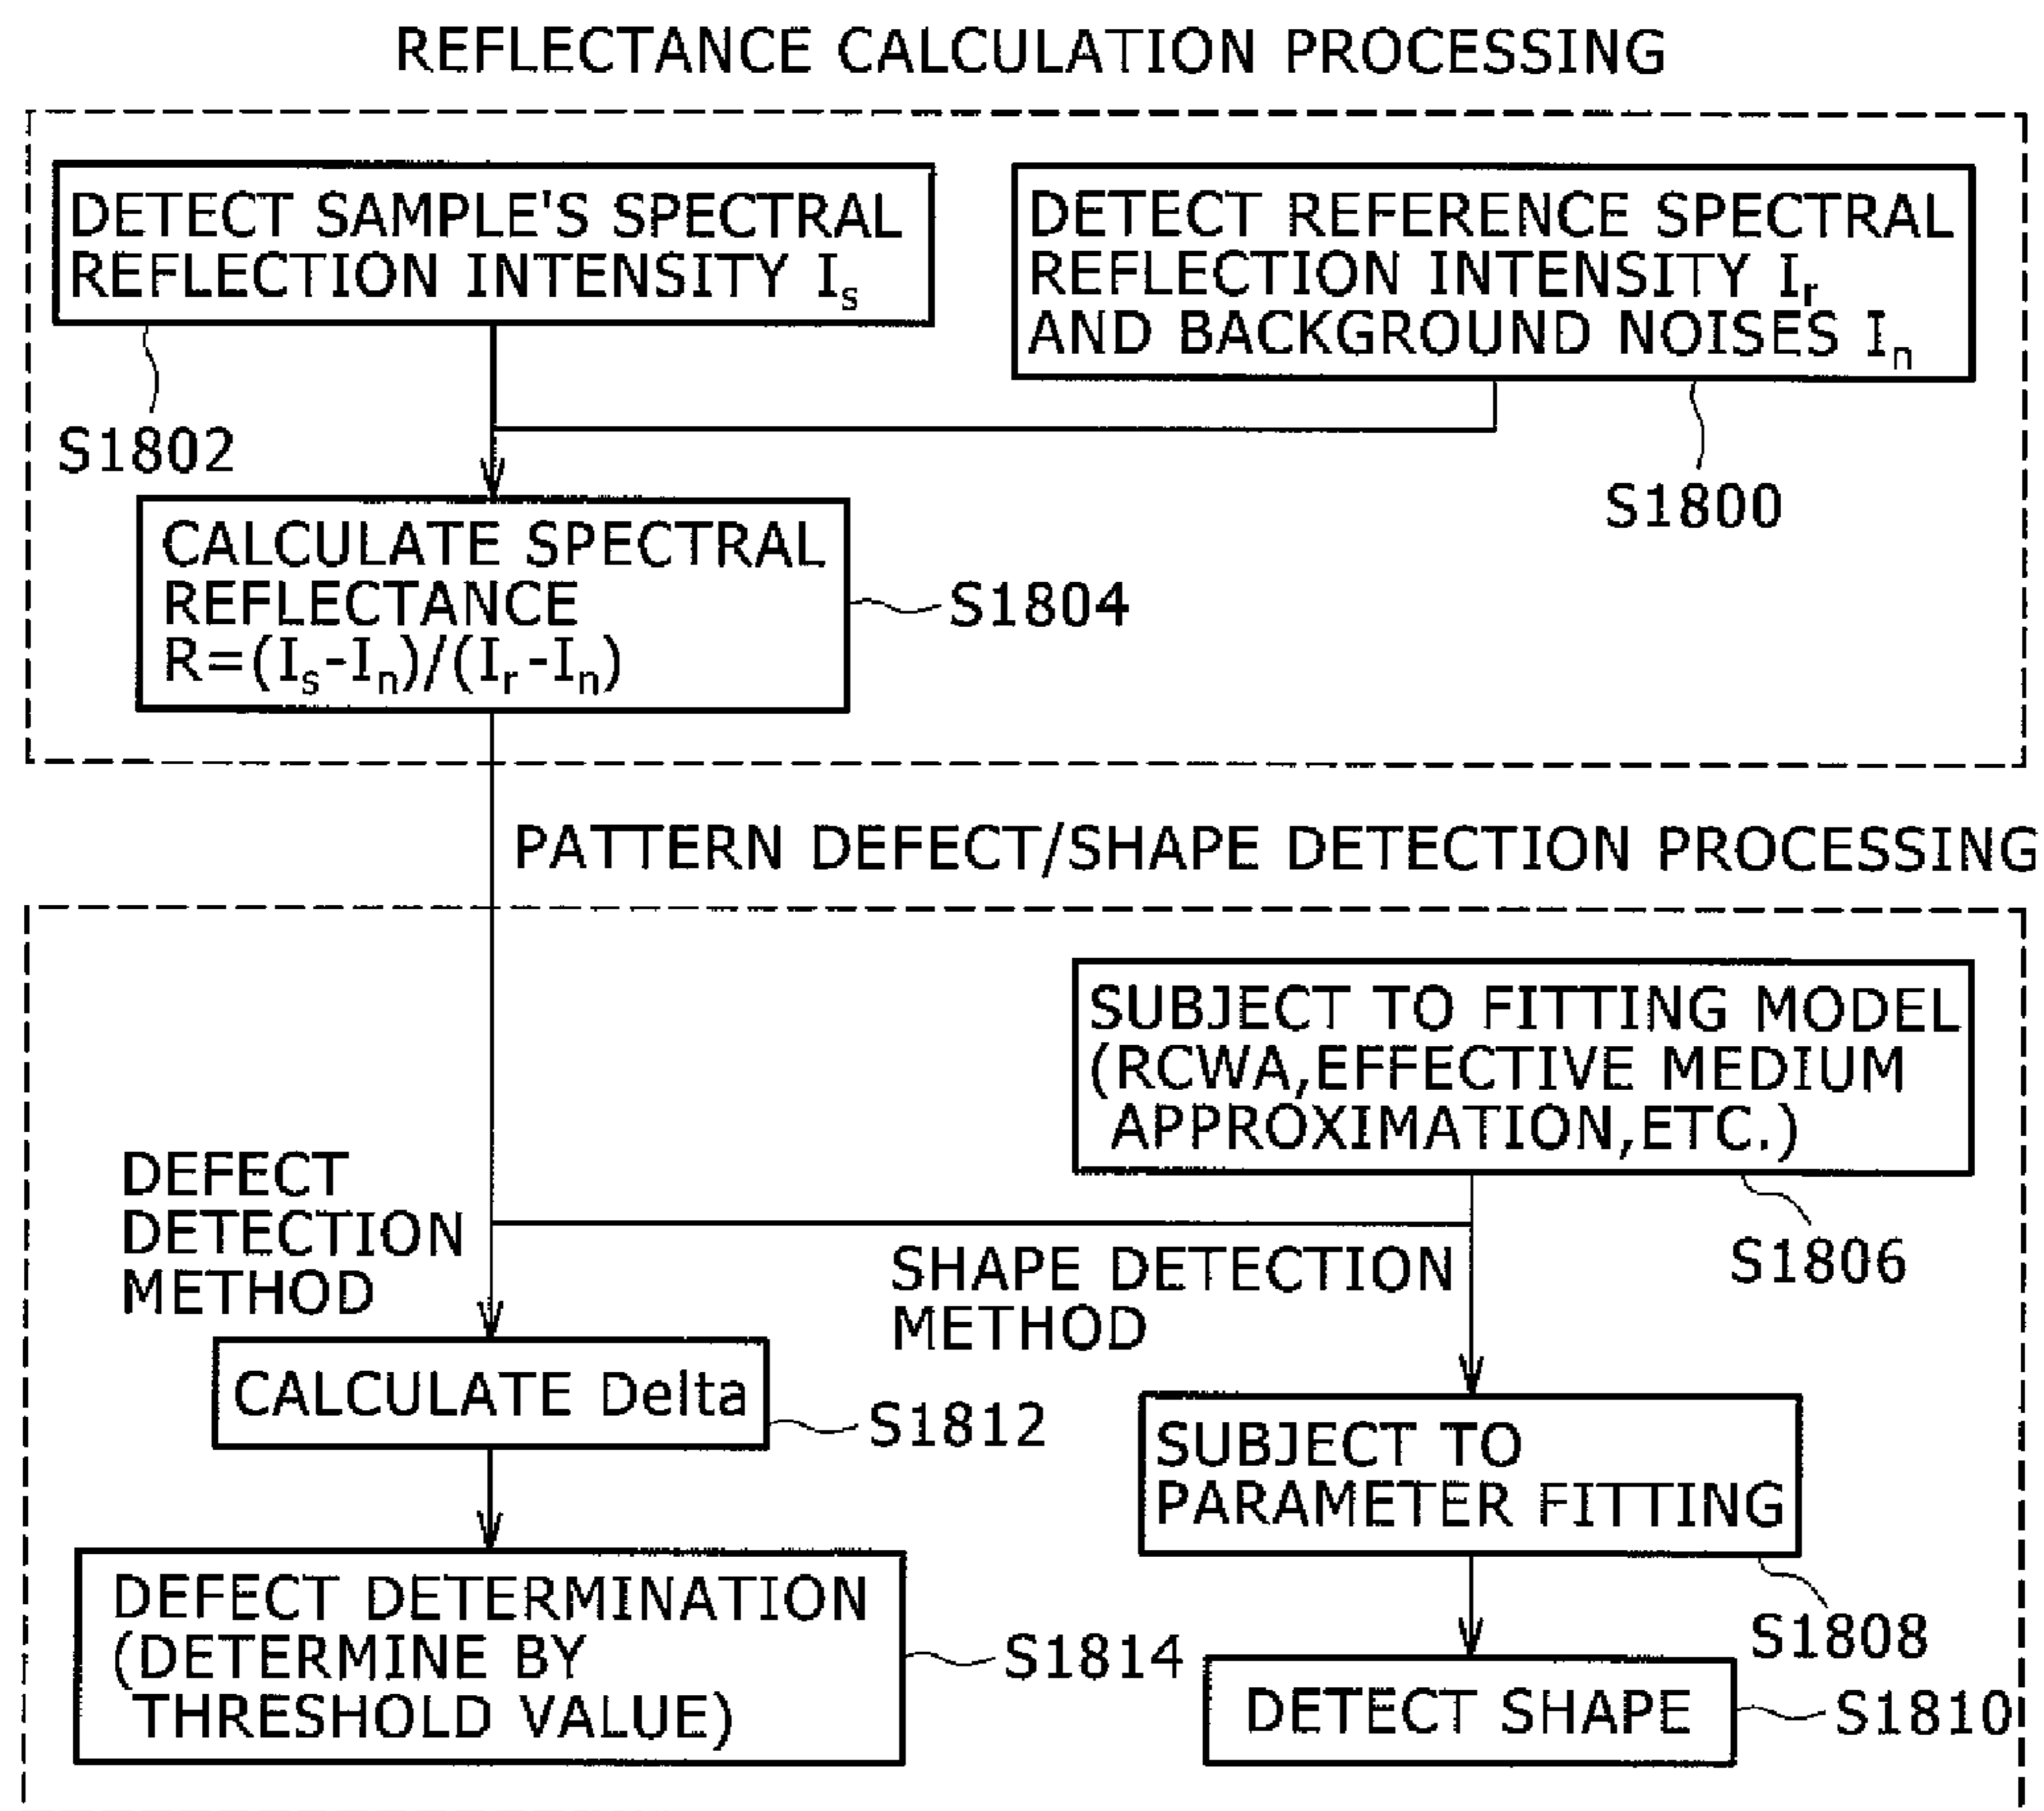 REFLECTANCE CALCULATION PROCESSING
DETECT SAMPLE'S SPECTRAL
REFLECTION INTENSITY Is
S1802
DETECT REFERENCE SPECTRAL
REFLECTION INTENSITY Ir
AND BACKGROUND NOISES In
S1800
CALCULATE SPECTRAL
REFLECTANCE
R=(Is-In)/(Ir-In)
S1804
PATTERN DEFECT/SHAPE DETECTION PROCESSING
SUBJECT TO FITTING MODEL
(RCWA,EFFECTIVE MEDIUM
APPROXIMATION,ETC.)
S1806
DEFECT
DETECTION
METHOD
SHAPE DETECTION
METHOD
CALCULATE Delta
S1812
SUBJECT TO
PARAMETER FITTING
S1808
DEFECT DETERMINATION
(DETERMINE BY
THRESHOLD VALUE)
S1814
DETECT SHAPE
S1810